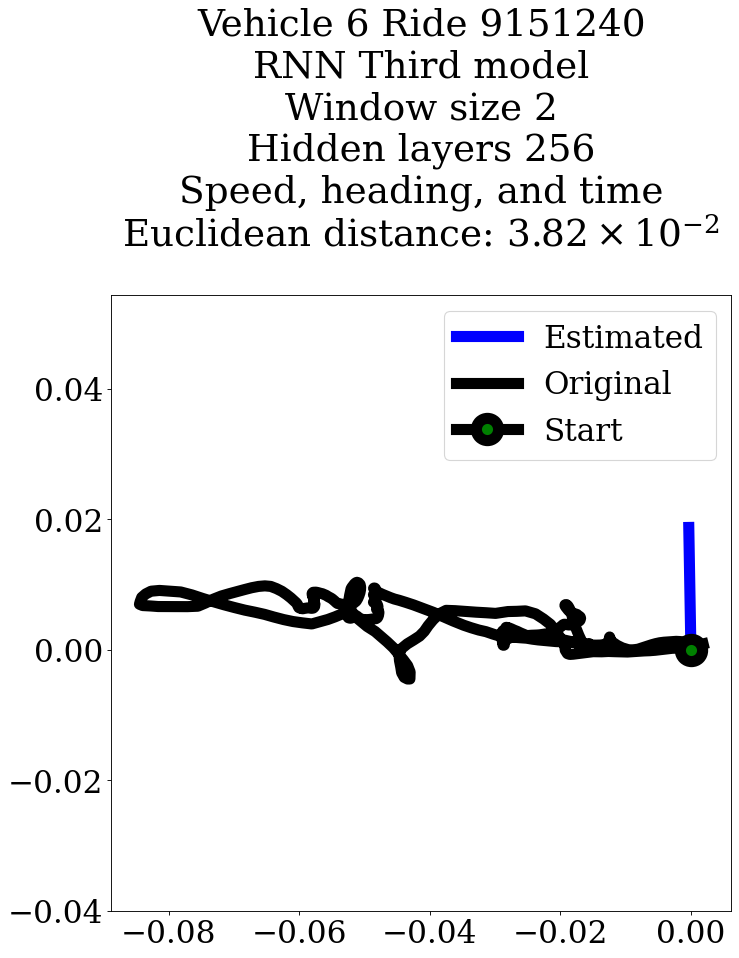 Vehicle 6 Ride 9151240
RNN Third model
Window size 2
Hidden layers 256
Speed, heading, and time
Euclidean distance: 3.82 × 10⁻²
Estimated
Original
Start
0.04
0.02
0.00
−0.02
−0.04
−0.08 −0.06 −0.04 −0.02 0.00